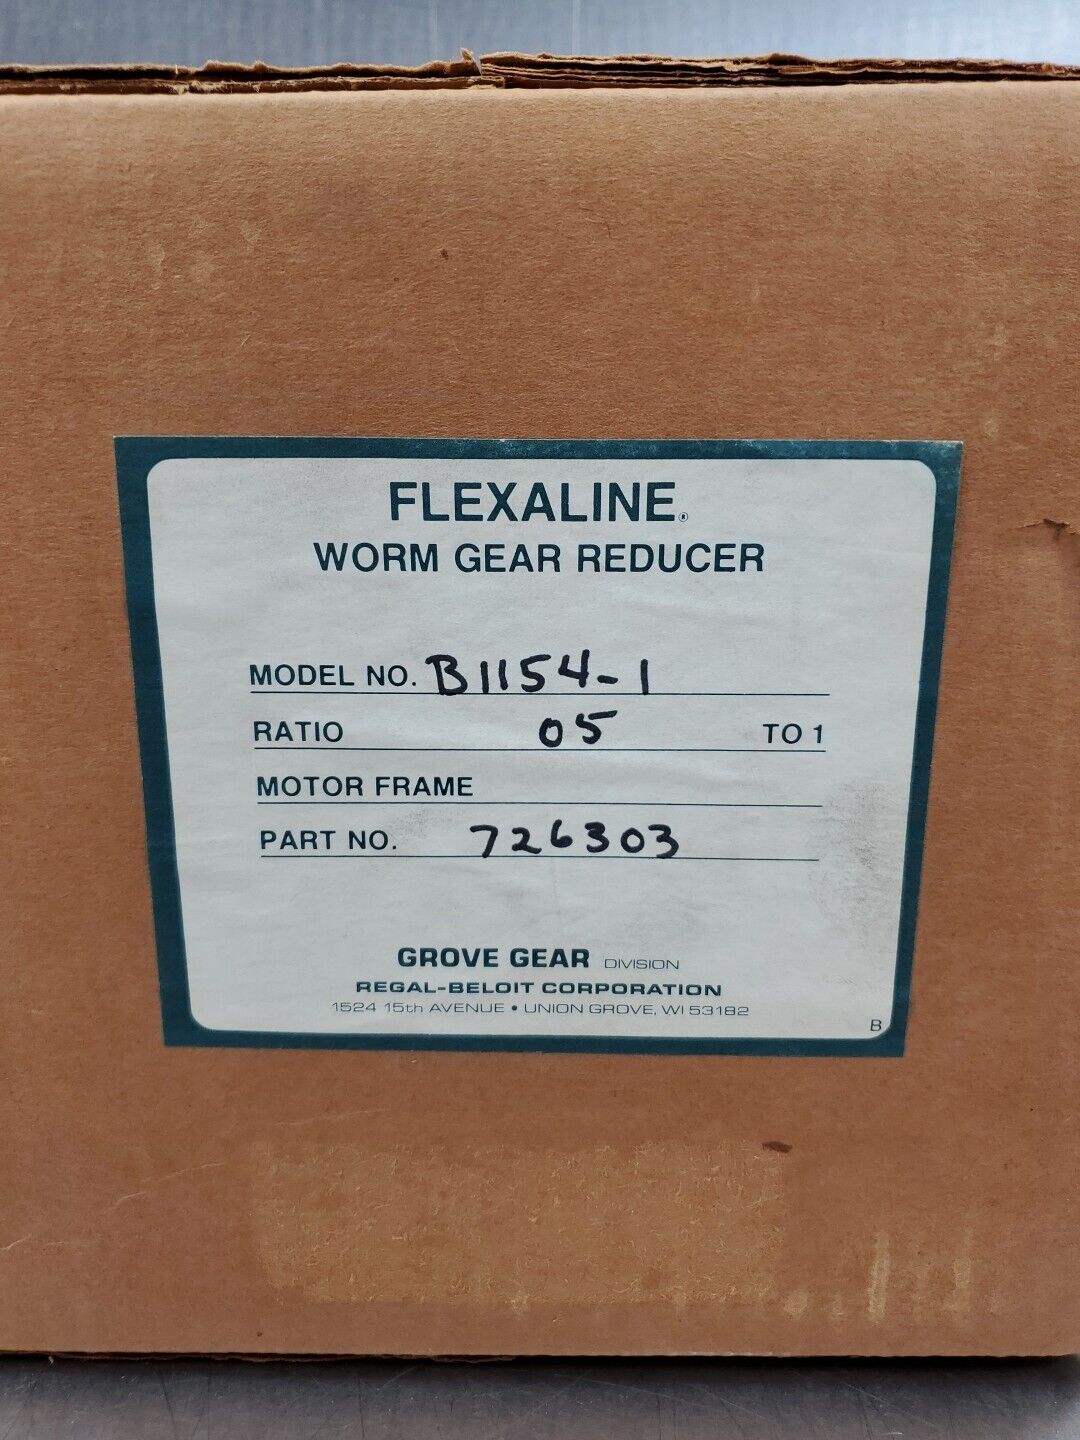 FLEXALINE®
WORM GEAR REDUCER
MODEL NO. B1154-1
RATIO 05 TO 1
MOTOR FRAME
PART NO. 726303
GROVE GEAR DIVISION
REGAL-BELOIT CORPORATION
1524 15th AVENUE • UNION GROVE, WI 53182
B